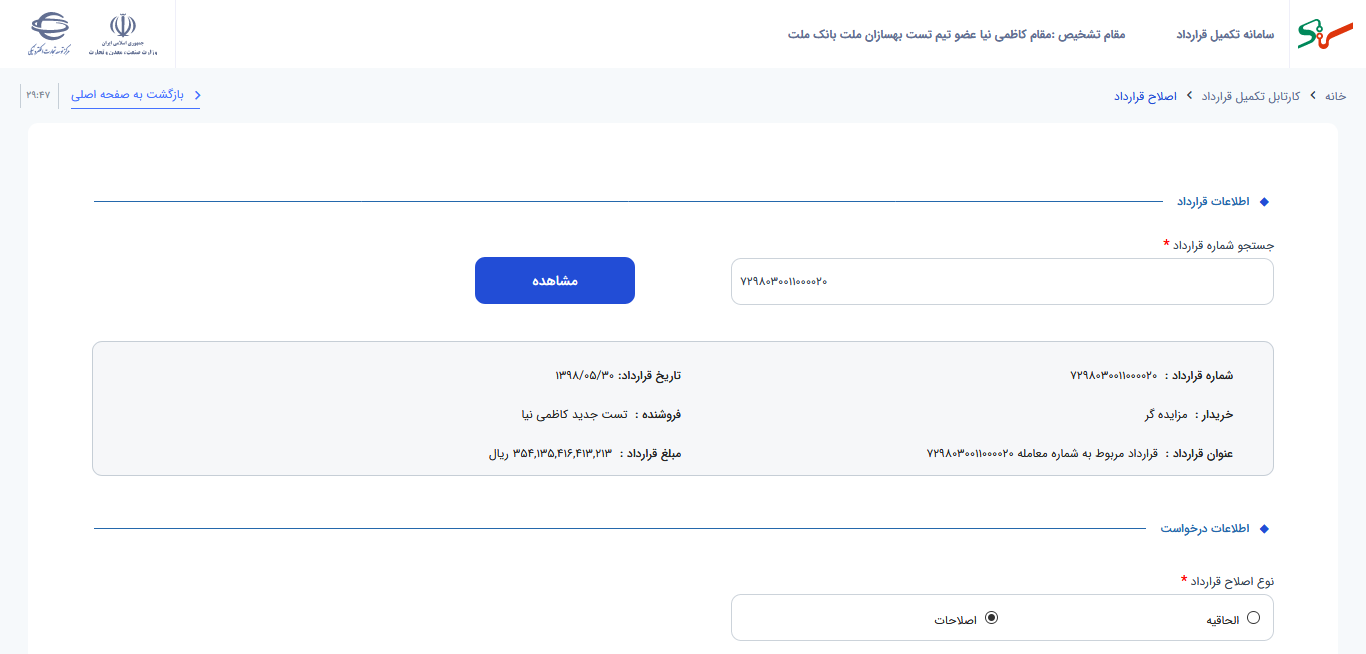 سامانه تکمیل قرارداد
مقام تشخیص :مقام کاظمی نیا عضو تیم تست بهسازان ملت بانک ملت
جمهوری اسلامی ایران
وزارت صنعت، معدن و تجارت
مرکز توسعه تجارت الکترونیکی
خانه
کارتابل تکمیل قرارداد
اصلاح قرارداد
بازگشت به صفحه اصلی
۲۹:۴۷
اطلاعات قرارداد
جستجو شماره قرارداد *
۷۲۹۸۰۳۰۰۱۱۰۰۰۰۲۰
مشاهده
شماره قرارداد : ۷۲۹۸۰۳۰۰۱۱۰۰۰۰۲۰
تاریخ قرارداد: ۱۳۹۸/۰۵/۳۰
خریدار : مزایده گر
فروشنده : تست جدید کاظمی نیا
عنوان قرارداد : قرارداد مربوط به شماره معامله ۷۲۹۸۰۳۰۰۱۱۰۰۰۰۲۰
مبلغ قرارداد : ۳۵۴,۱۳۵,۴۱۶,۴۱۳,۲۱۳ ریال
اطلاعات درخواست
نوع اصلاح قرارداد *
الحاقیه
اصلاحات